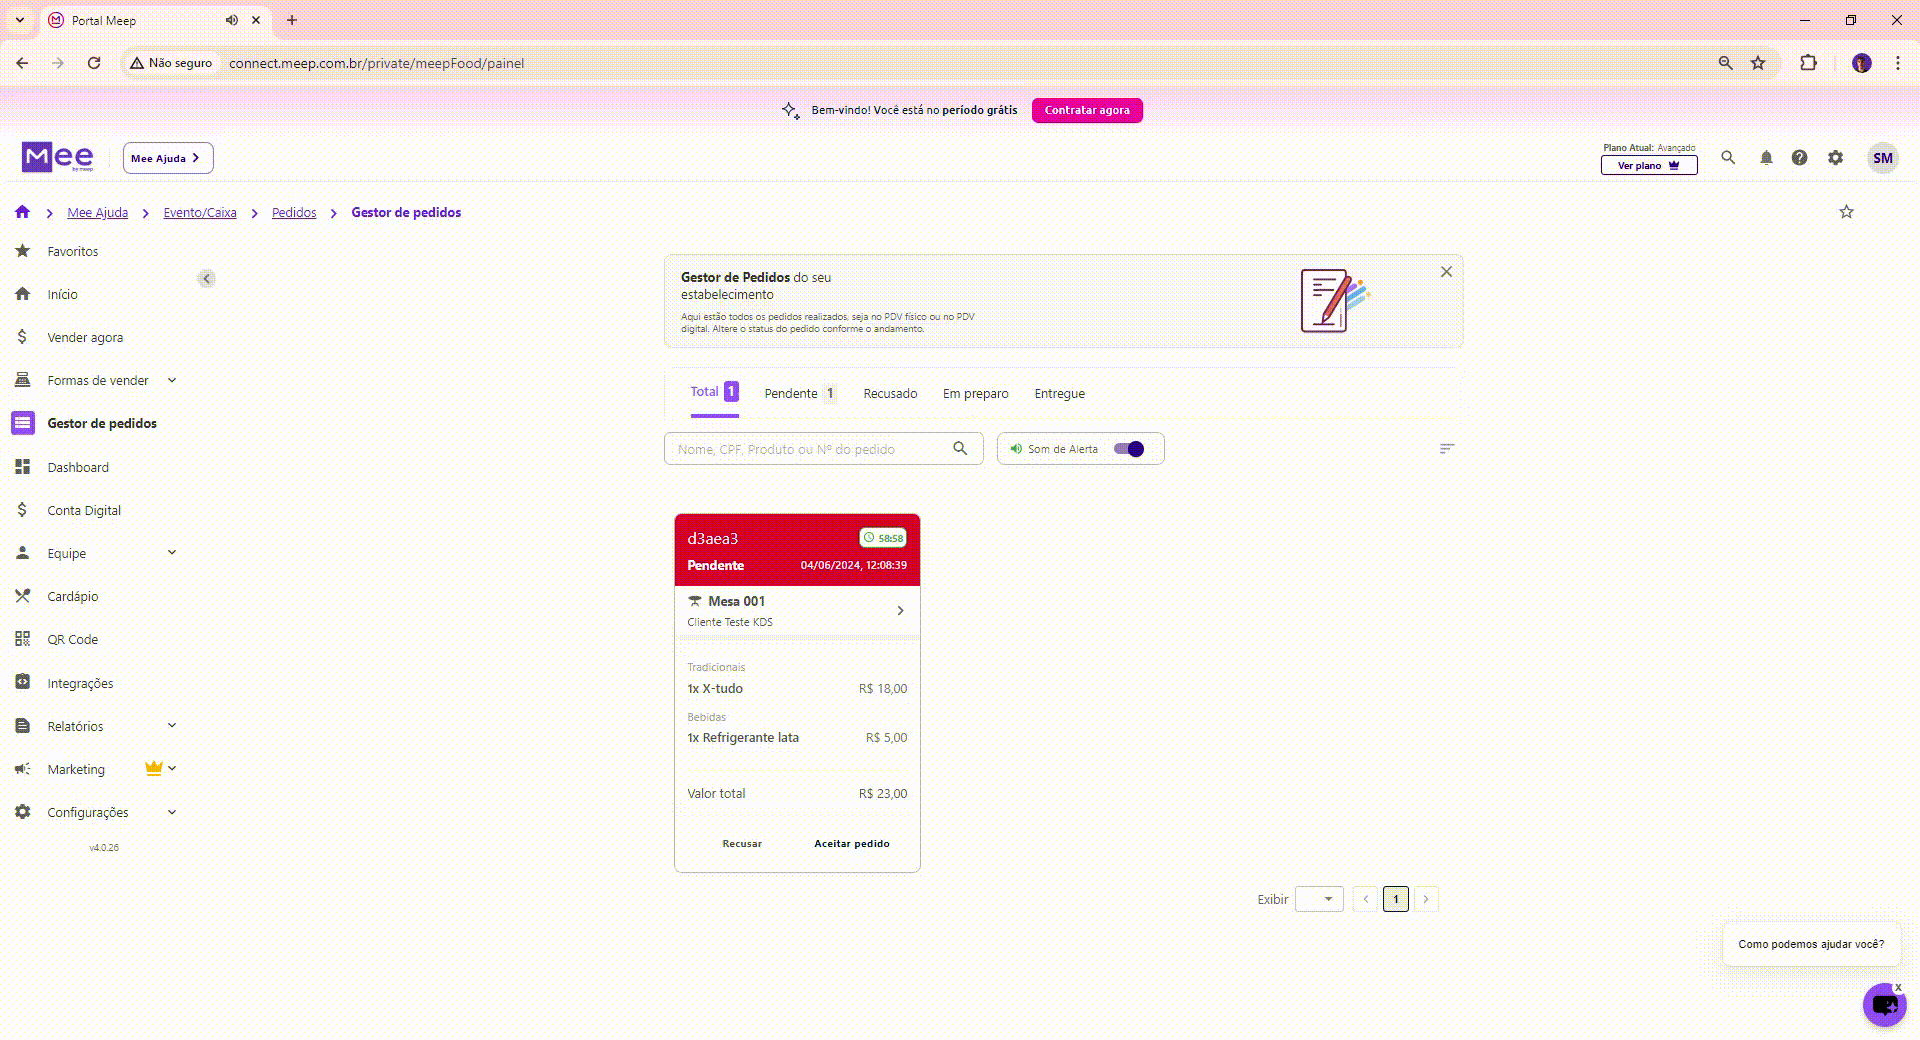 Portal Meep
Não seguro
connect.meep.com.br/private/meepFood/painel
Bem-vindo! Você está no período grátis
Contratar agora
Mee
by meep
Mee Ajuda
Plano Atual: Avançado
Ver plano
SM
Mee Ajuda
Evento/Caixa
Pedidos
Gestor de pedidos
Favoritos
Início
Vender agora
Formas de vender
Gestor de pedidos
Dashboard
Conta Digital
Equipe
Cardápio
QR Code
Integrações
Relatórios
Marketing
Configurações
v4.0.26
Gestor de Pedidos do seu
estabelecimento
Aqui estão todos os pedidos realizados, seja no PDV físico ou no PDV
digital. Altere o status do pedido conforme o andamento.
Total 1
Pendente 1
Recusado
Em preparo
Entregue
Nome, CPF, Produto ou Nº do pedido
Som de Alerta
d3aea3
58:58
Pendente
04/06/2024, 12:08:39
Mesa 001
Cliente Teste KDS
Tradicionais
1x X-tudo R$ 18,00
Bebidas
1x Refrigerante lata R$ 5,00
Valor total R$ 23,00
Recusar
Aceitar pedido
Exibir
1
Como podemos ajudar você?
x